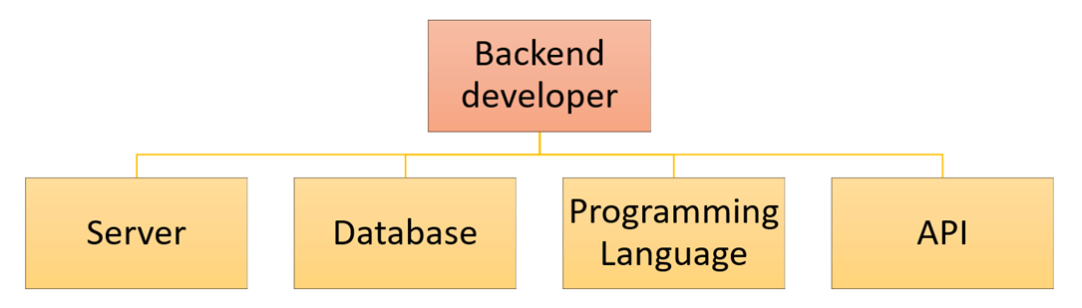 Backend
developer
Server
Database
Programming
Language
API